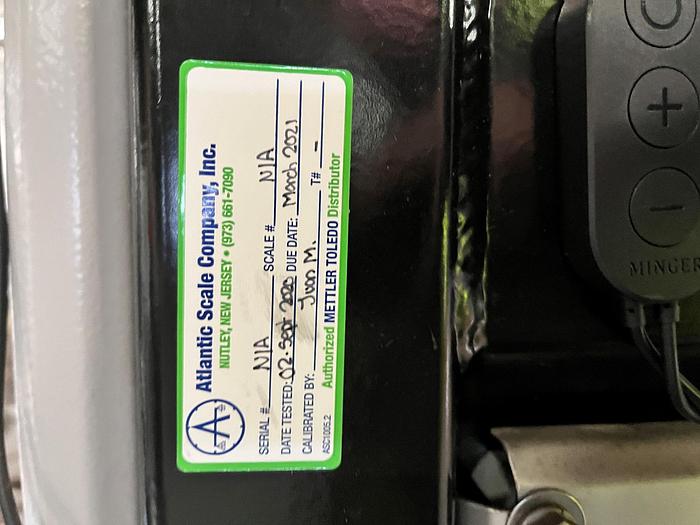 A
Atlantic Scale Company, Inc.
NUTLEY, NEW JERSEY • (973) 661-7090
SERIAL # N/A SCALE # N/A
DATE TESTED: 02-Sept 2020 DUE DATE: March 2021
CALIBRATED BY: Juan M. T# -
ASC1005.2 Authorized METTLER TOLEDO Distributor
MINGER